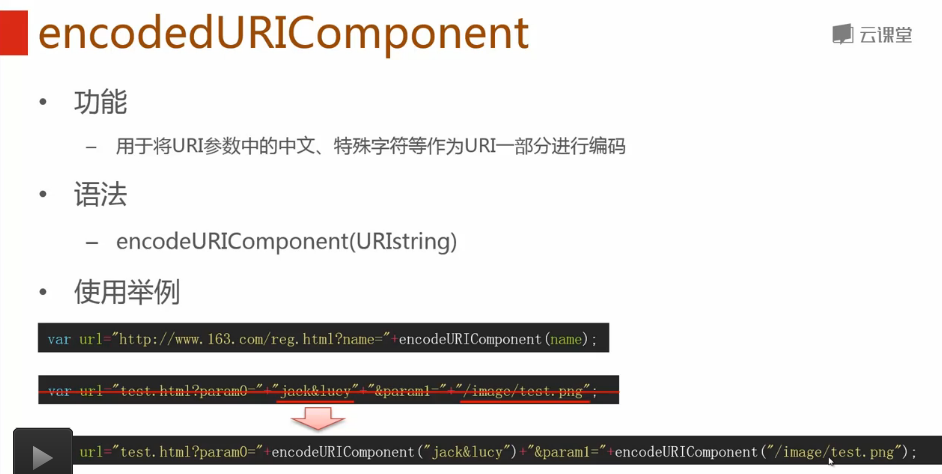 encodedURIComponent
云课堂
• 功能
– 用于将URI参数中的中文、特殊字符等作为URI一部分进行编码
• 语法
– encodeURIComponent(URIstring)
• 使用举例
var url="http://www.163.com/reg.html?name="+encodeURIComponent(name);
var url="test.html?param0="+"jack&lucy"+"&param1="+"/image/test.png";
url="test.html?param0="+encodeURIComponent("jack&lucy")+"&param1="+encodeURIComponent("/image/test.png");